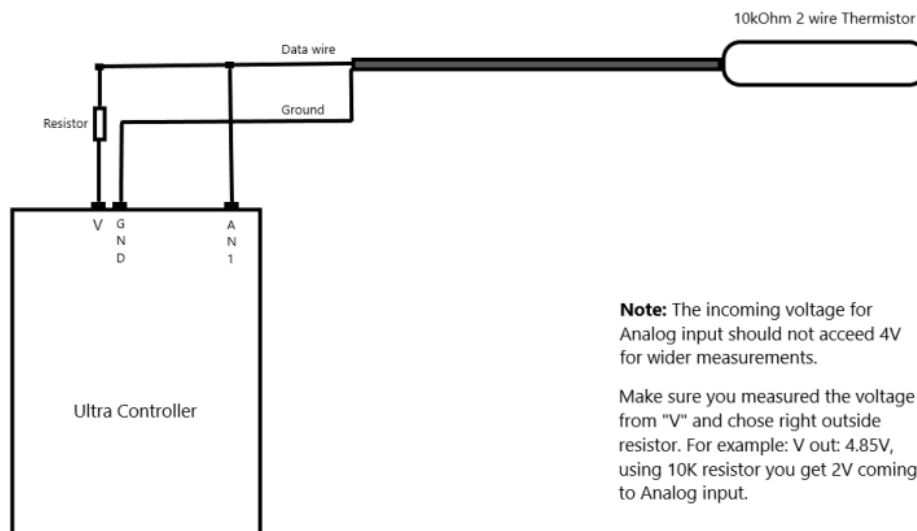 10kOhm 2 wire Thermistor
Data wire
Ground
Resistor
V
GND
AN1
Ultra Controller
Note: The incoming voltage for
Analog input should not acceed 4V
for wider measurements.
Make sure you measured the voltage
from "V" and chose right outside
resistor. For example: V out: 4.85V,
using 10K resistor you get 2V coming
to Analog input.